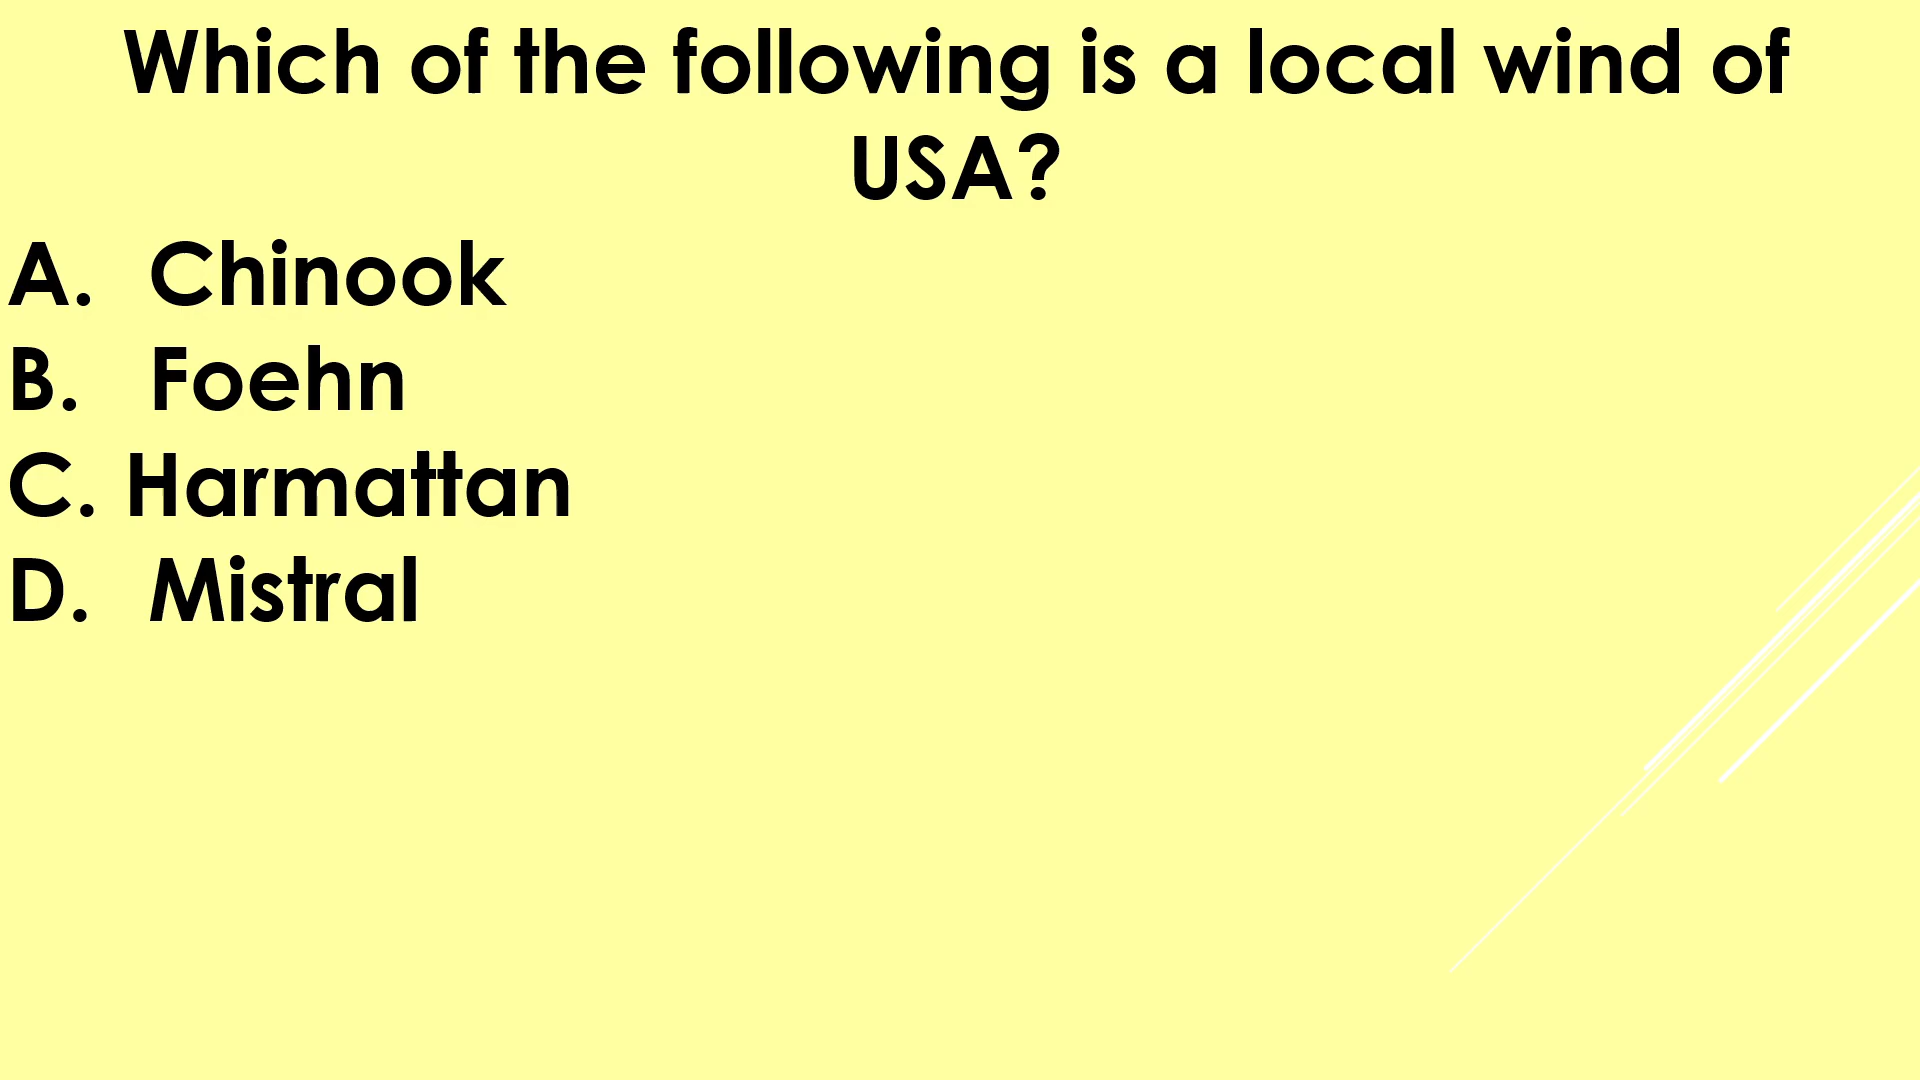 Which of the following is a local wind of
USA?
A. Chinook
B. Foehn
C. Harmattan
D. Mistral